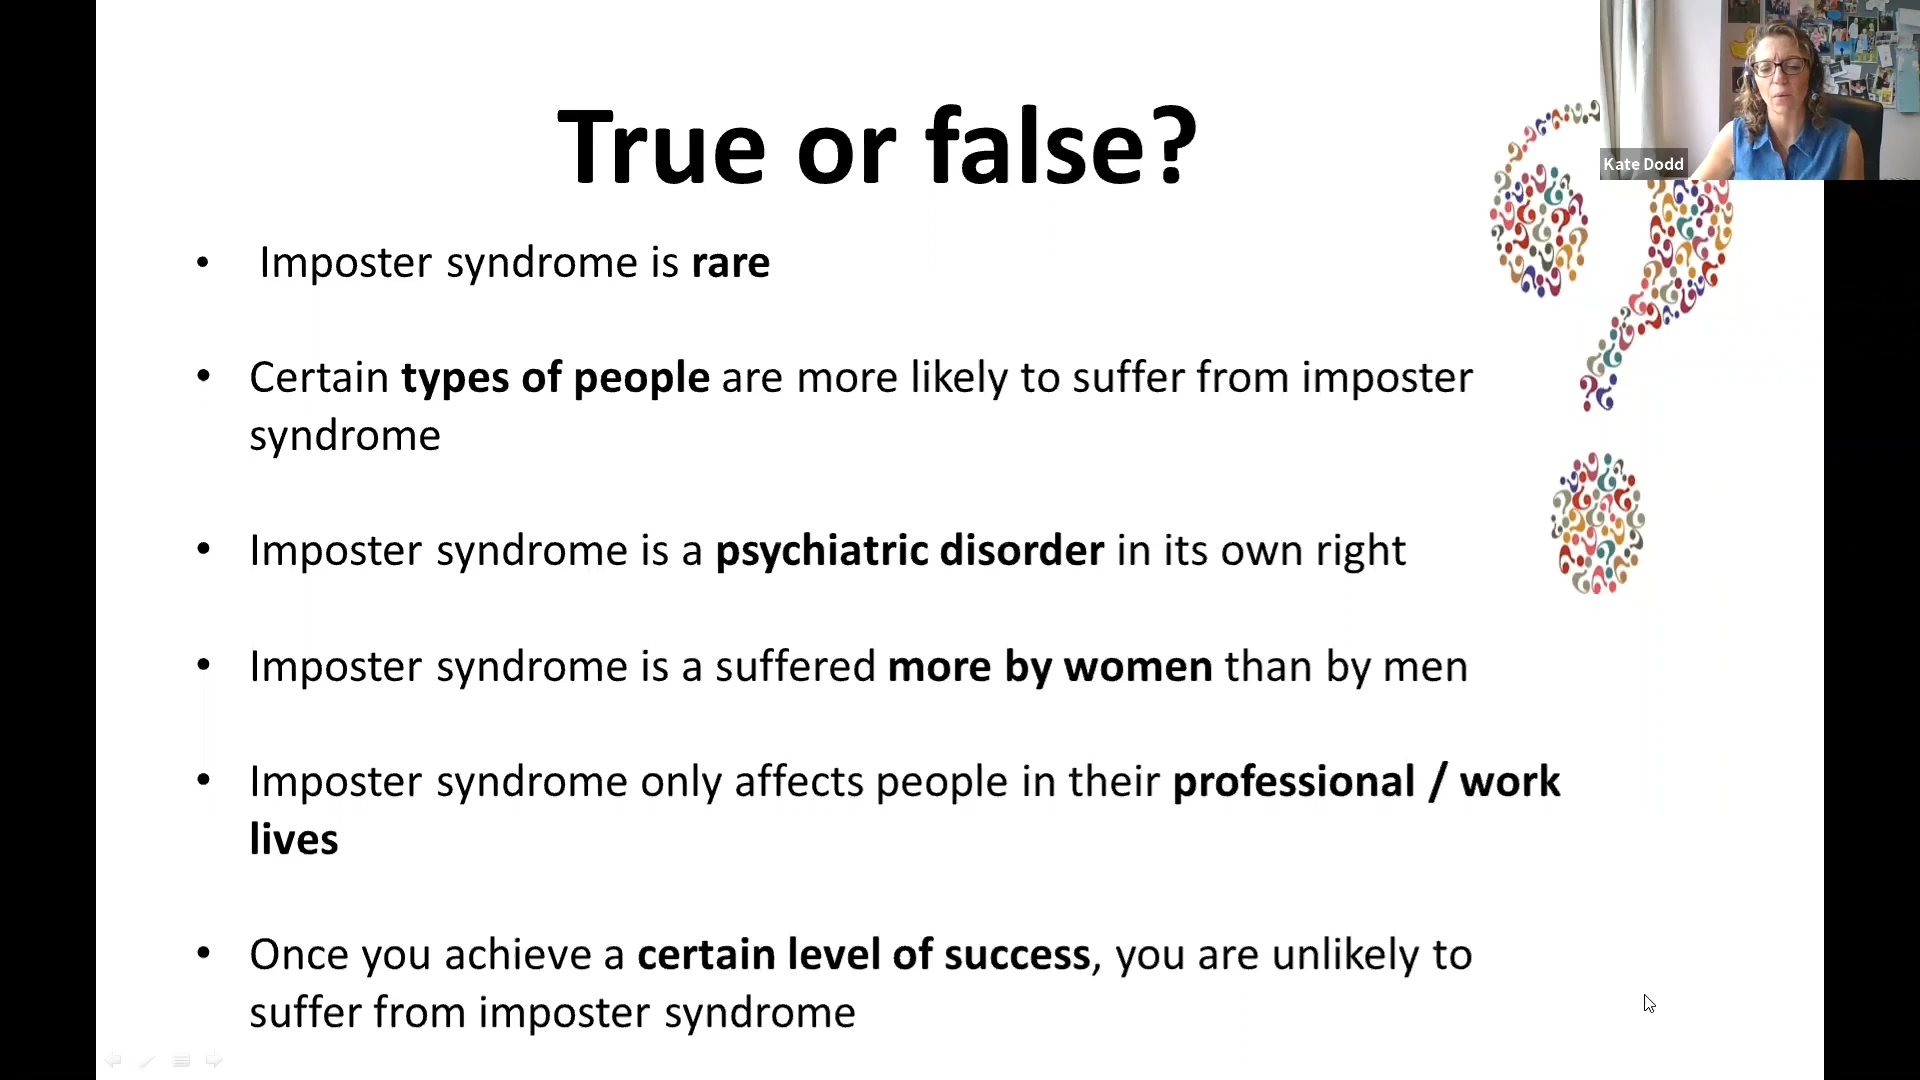 True or false?
Kate Dodd
• Imposter syndrome is rare
• Certain types of people are more likely to suffer from imposter
syndrome
• Imposter syndrome is a psychiatric disorder in its own right
• Imposter syndrome is a suffered more by women than by men
• Imposter syndrome only affects people in their professional / work
lives
• Once you achieve a certain level of success, you are unlikely to
suffer from imposter syndrome